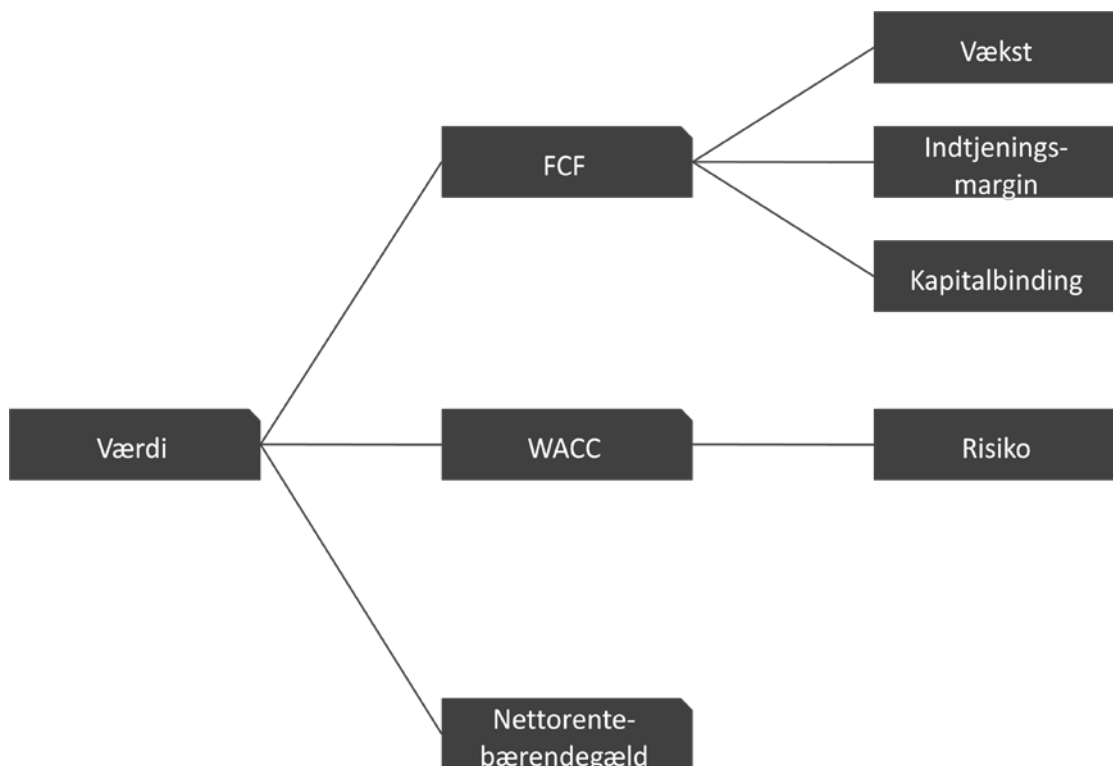 Vækst
FCF
Indtjenings-
margin
Kapitalbinding
Værdi
WACC
Risiko
Nettorente-
bærendegæld